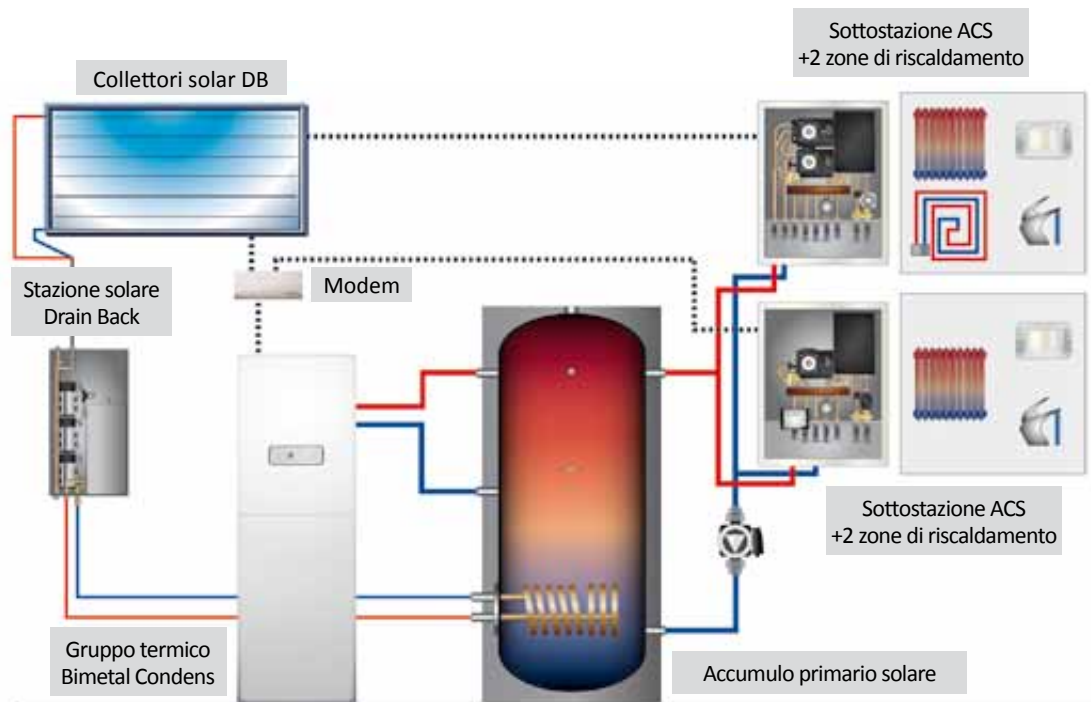 Sottostazione ACS
+2 zone di riscaldamento
Collettori solar DB
Stazione solare
Drain Back
Modem
Sottostazione ACS
+2 zone di riscaldamento
Gruppo termico
Bimetal Condens
Accumulo primario solare